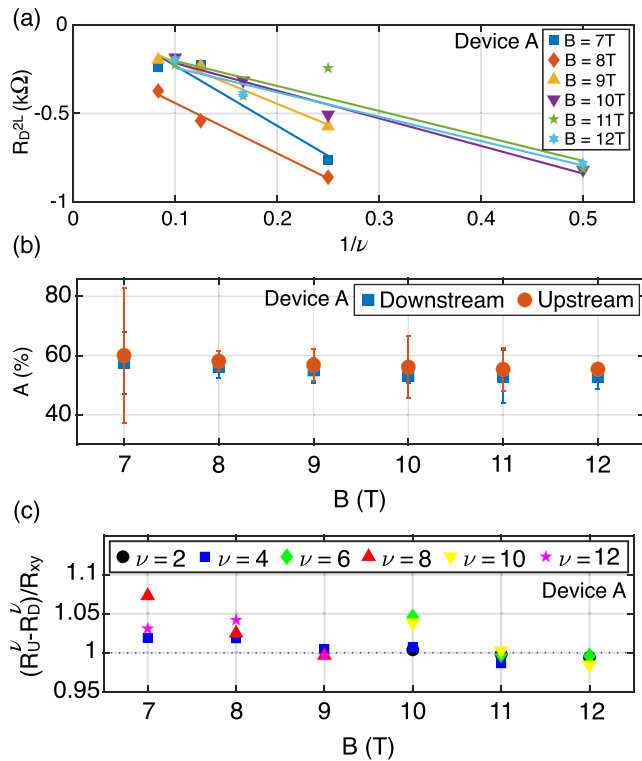 (a)
0
-0.5
-1
R_D^2L (kΩ)
Device A
B = 7T
B = 8T
B = 9T
B = 10T
B = 11T
B = 12T
0 0.1 0.2 0.3 0.4 0.5
1/ν
(b)
80
60
40
A (%)
Device A
Downstream
Upstream
7 8 9 10 11 12
B (T)
(c)
ν = 2 ν = 4 ν = 6 ν = 8 ν = 10 ν = 12
1.1
1.05
1
0.95
(R_U^ν-R_D^ν)/R_xy
Device A
7 8 9 10 11 12
B (T)